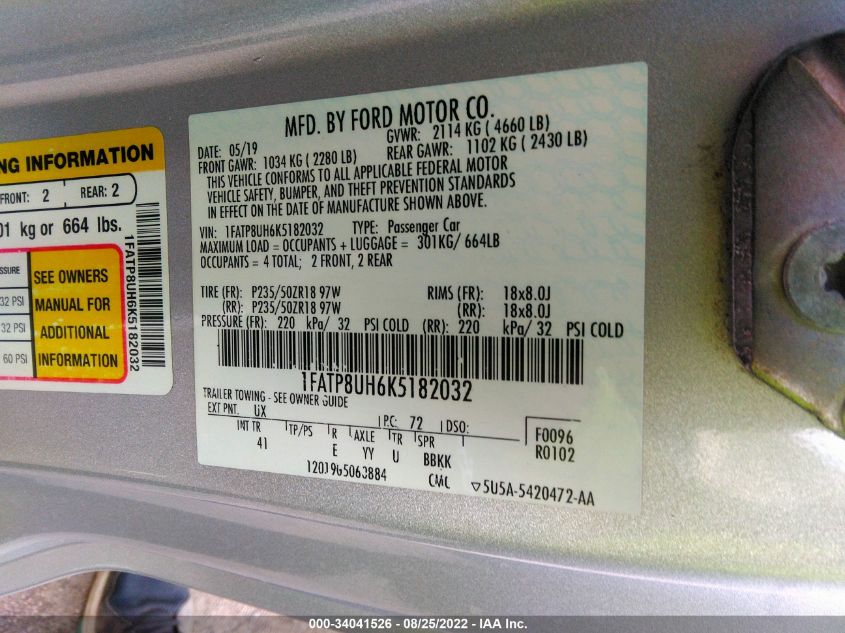 NG INFORMATION
FRONT: 2 REAR: 2
01 kg or 664 lbs.
1FATP8UH6K5182032
SSURE
32 PSI
32 PSI
60 PSI
SEE OWNERS
MANUAL FOR
ADDITIONAL
INFORMATION
MFD. BY FORD MOTOR CO.
DATE: 05/19 GVWR: 2114 KG ( 4660 LB)
FRONT GAWR: 1034 KG ( 2280 LB) REAR GAWR: 1102 KG ( 2430 LB)
THIS VEHICLE CONFORMS TO ALL APPLICABLE FEDERAL MOTOR
VEHICLE SAFETY, BUMPER, AND THEFT PREVENTION STANDARDS
IN EFFECT ON THE DATE OF MANUFACTURE SHOWN ABOVE.
VIN: 1FATP8UH6K5182032 TYPE: Passenger Car
MAXIMUM LOAD = OCCUPANTS + LUGGAGE = 301KG/ 664LB
OCCUPANTS = 4 TOTAL; 2 FRONT, 2 REAR
TIRE (FR): P235/50ZR18 97W RIMS (FR): 18x8.0J
(RR): P235/50ZR18 97W (RR): 18x8.0J
PRESSURE (FR): 220 kPa/ 32 PSI COLD (RR): 220 kPa/ 32 PSI COLD
1FATP8UH6K5182032
TRAILER TOWING - SEE OWNER GUIDE
EXT PNT: UX PC: 72 DSO: F0096
INT TR TP/PS R AXLE TR SPR R0102
41 E YY U BBKK
CMC ▽5U5A-5420472-AA
000-34041526 - 08/25/2022 - IAA Inc.